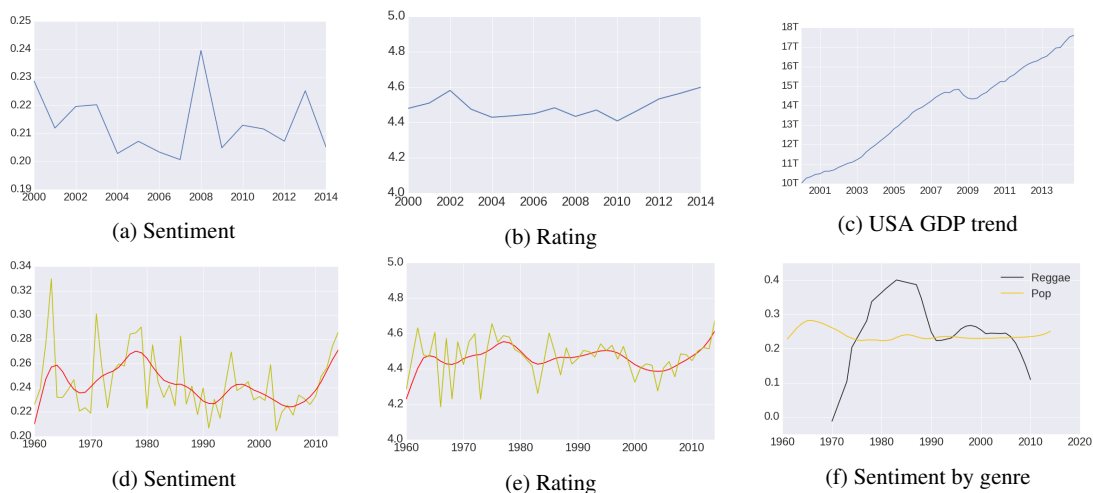 0.25
0.24
0.23
0.22
0.21
0.20
0.19
2000 2002 2004 2006 2008 2010 2012 2014
(a) Sentiment
5.0
4.8
4.6
4.4
4.2
4.0
2000 2002 2004 2006 2008 2010 2012 2014
(b) Rating
18T
17T
16T
15T
14T
13T
12T
11T
10T
2001 2003 2005 2007 2009 2011 2013
(c) USA GDP trend
0.34
0.32
0.30
0.28
0.26
0.24
0.22
0.20
1960 1970 1980 1990 2000 2010
(d) Sentiment
5.0
4.8
4.6
4.4
4.2
4.0
1960 1970 1980 1990 2000 2010
(e) Rating
Reggae
Pop
0.4
0.3
0.2
0.1
0.0
1961 1970 1980 1990 2000 2010 2020
(f) Sentiment by genre